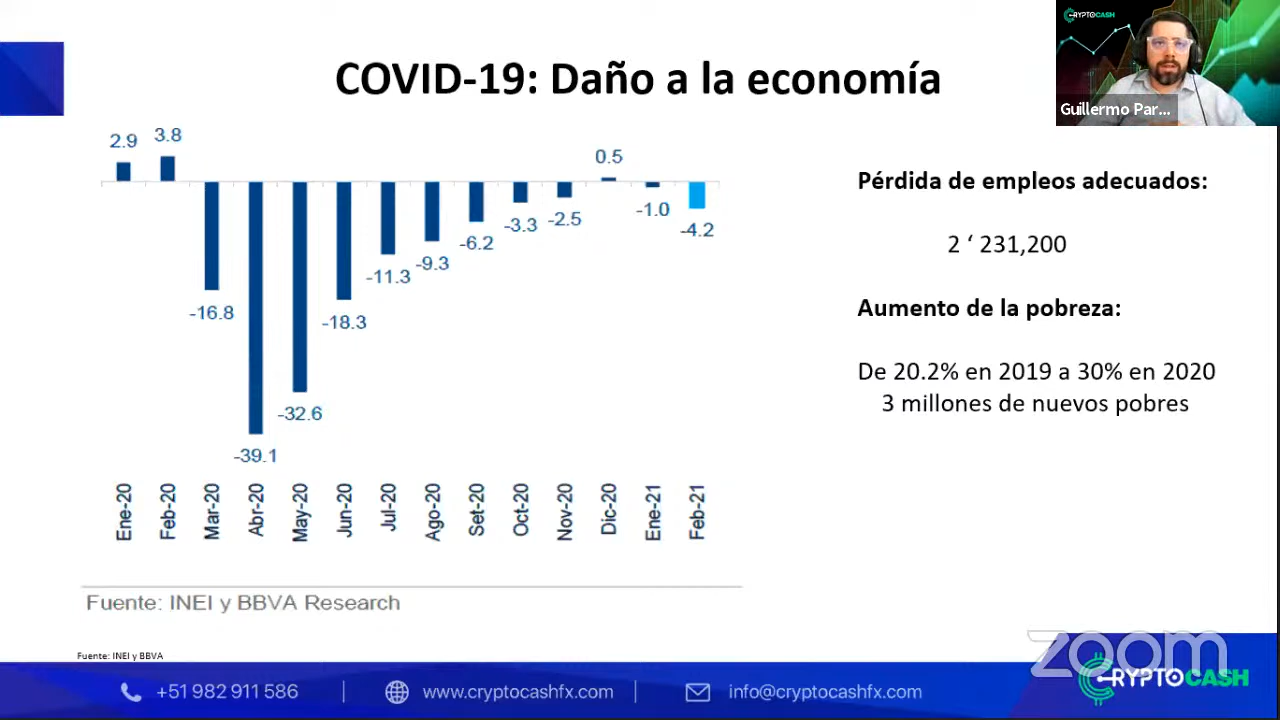 COVID-19: Daño a la economía
CRYPTOCASH
Guillermo Par...
2.9
3.8
-16.8
-39.1
-32.6
-18.3
-11.3
-9.3
-6.2
-3.3
-2.5
0.5
-1.0
-4.2
Ene-20
Feb-20
Mar-20
Abr-20
May-20
Jun-20
Jul-20
Ago-20
Set-20
Oct-20
Nov-20
Dic-20
Ene-21
Feb-21
Fuente: INEI y BBVA Research
Pérdida de empleos adecuados:
2 ‘ 231,200
Aumento de la pobreza:
De 20.2% en 2019 a 30% en 2020
3 millones de nuevos pobres
Fuente: INEI y BBVA
+51 982 911 586
www.cryptocashfx.com
info@cryptocashfx.com
zoom
CRYPTOCASH